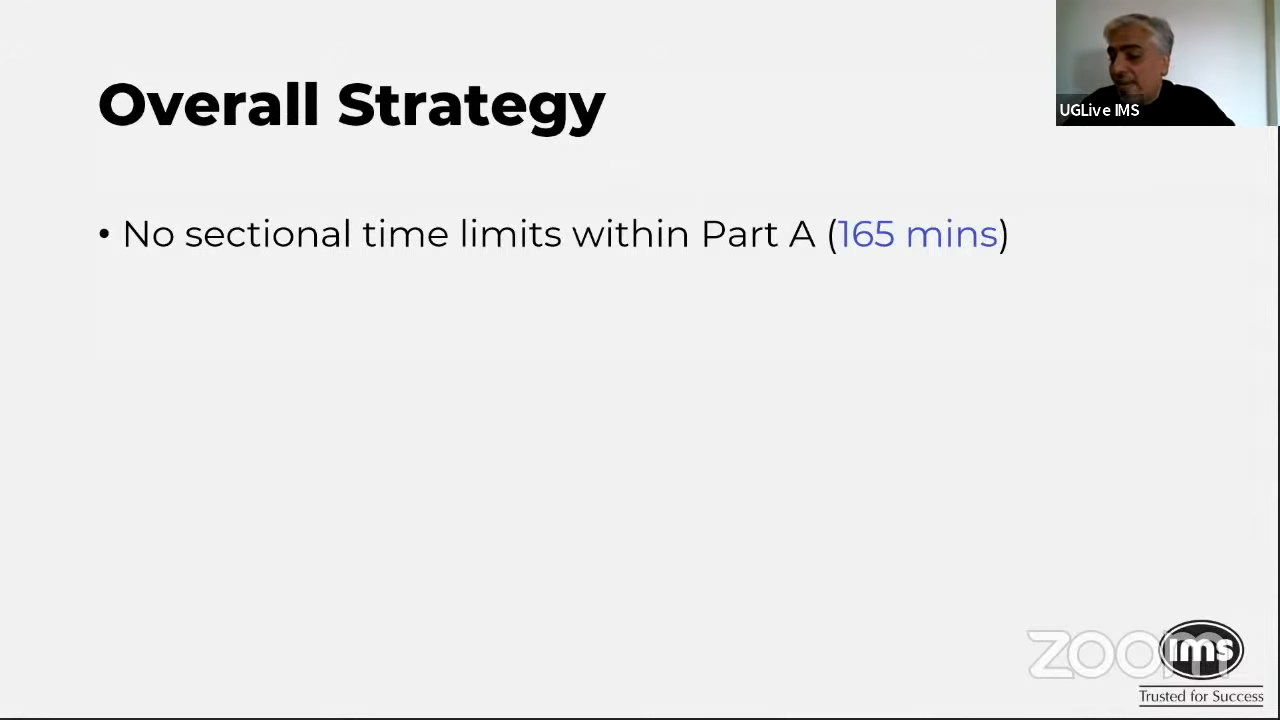 Overall Strategy
UGLive IMS
• No sectional time limits within Part A (165 mins)
zoom
ims
Trusted for Success